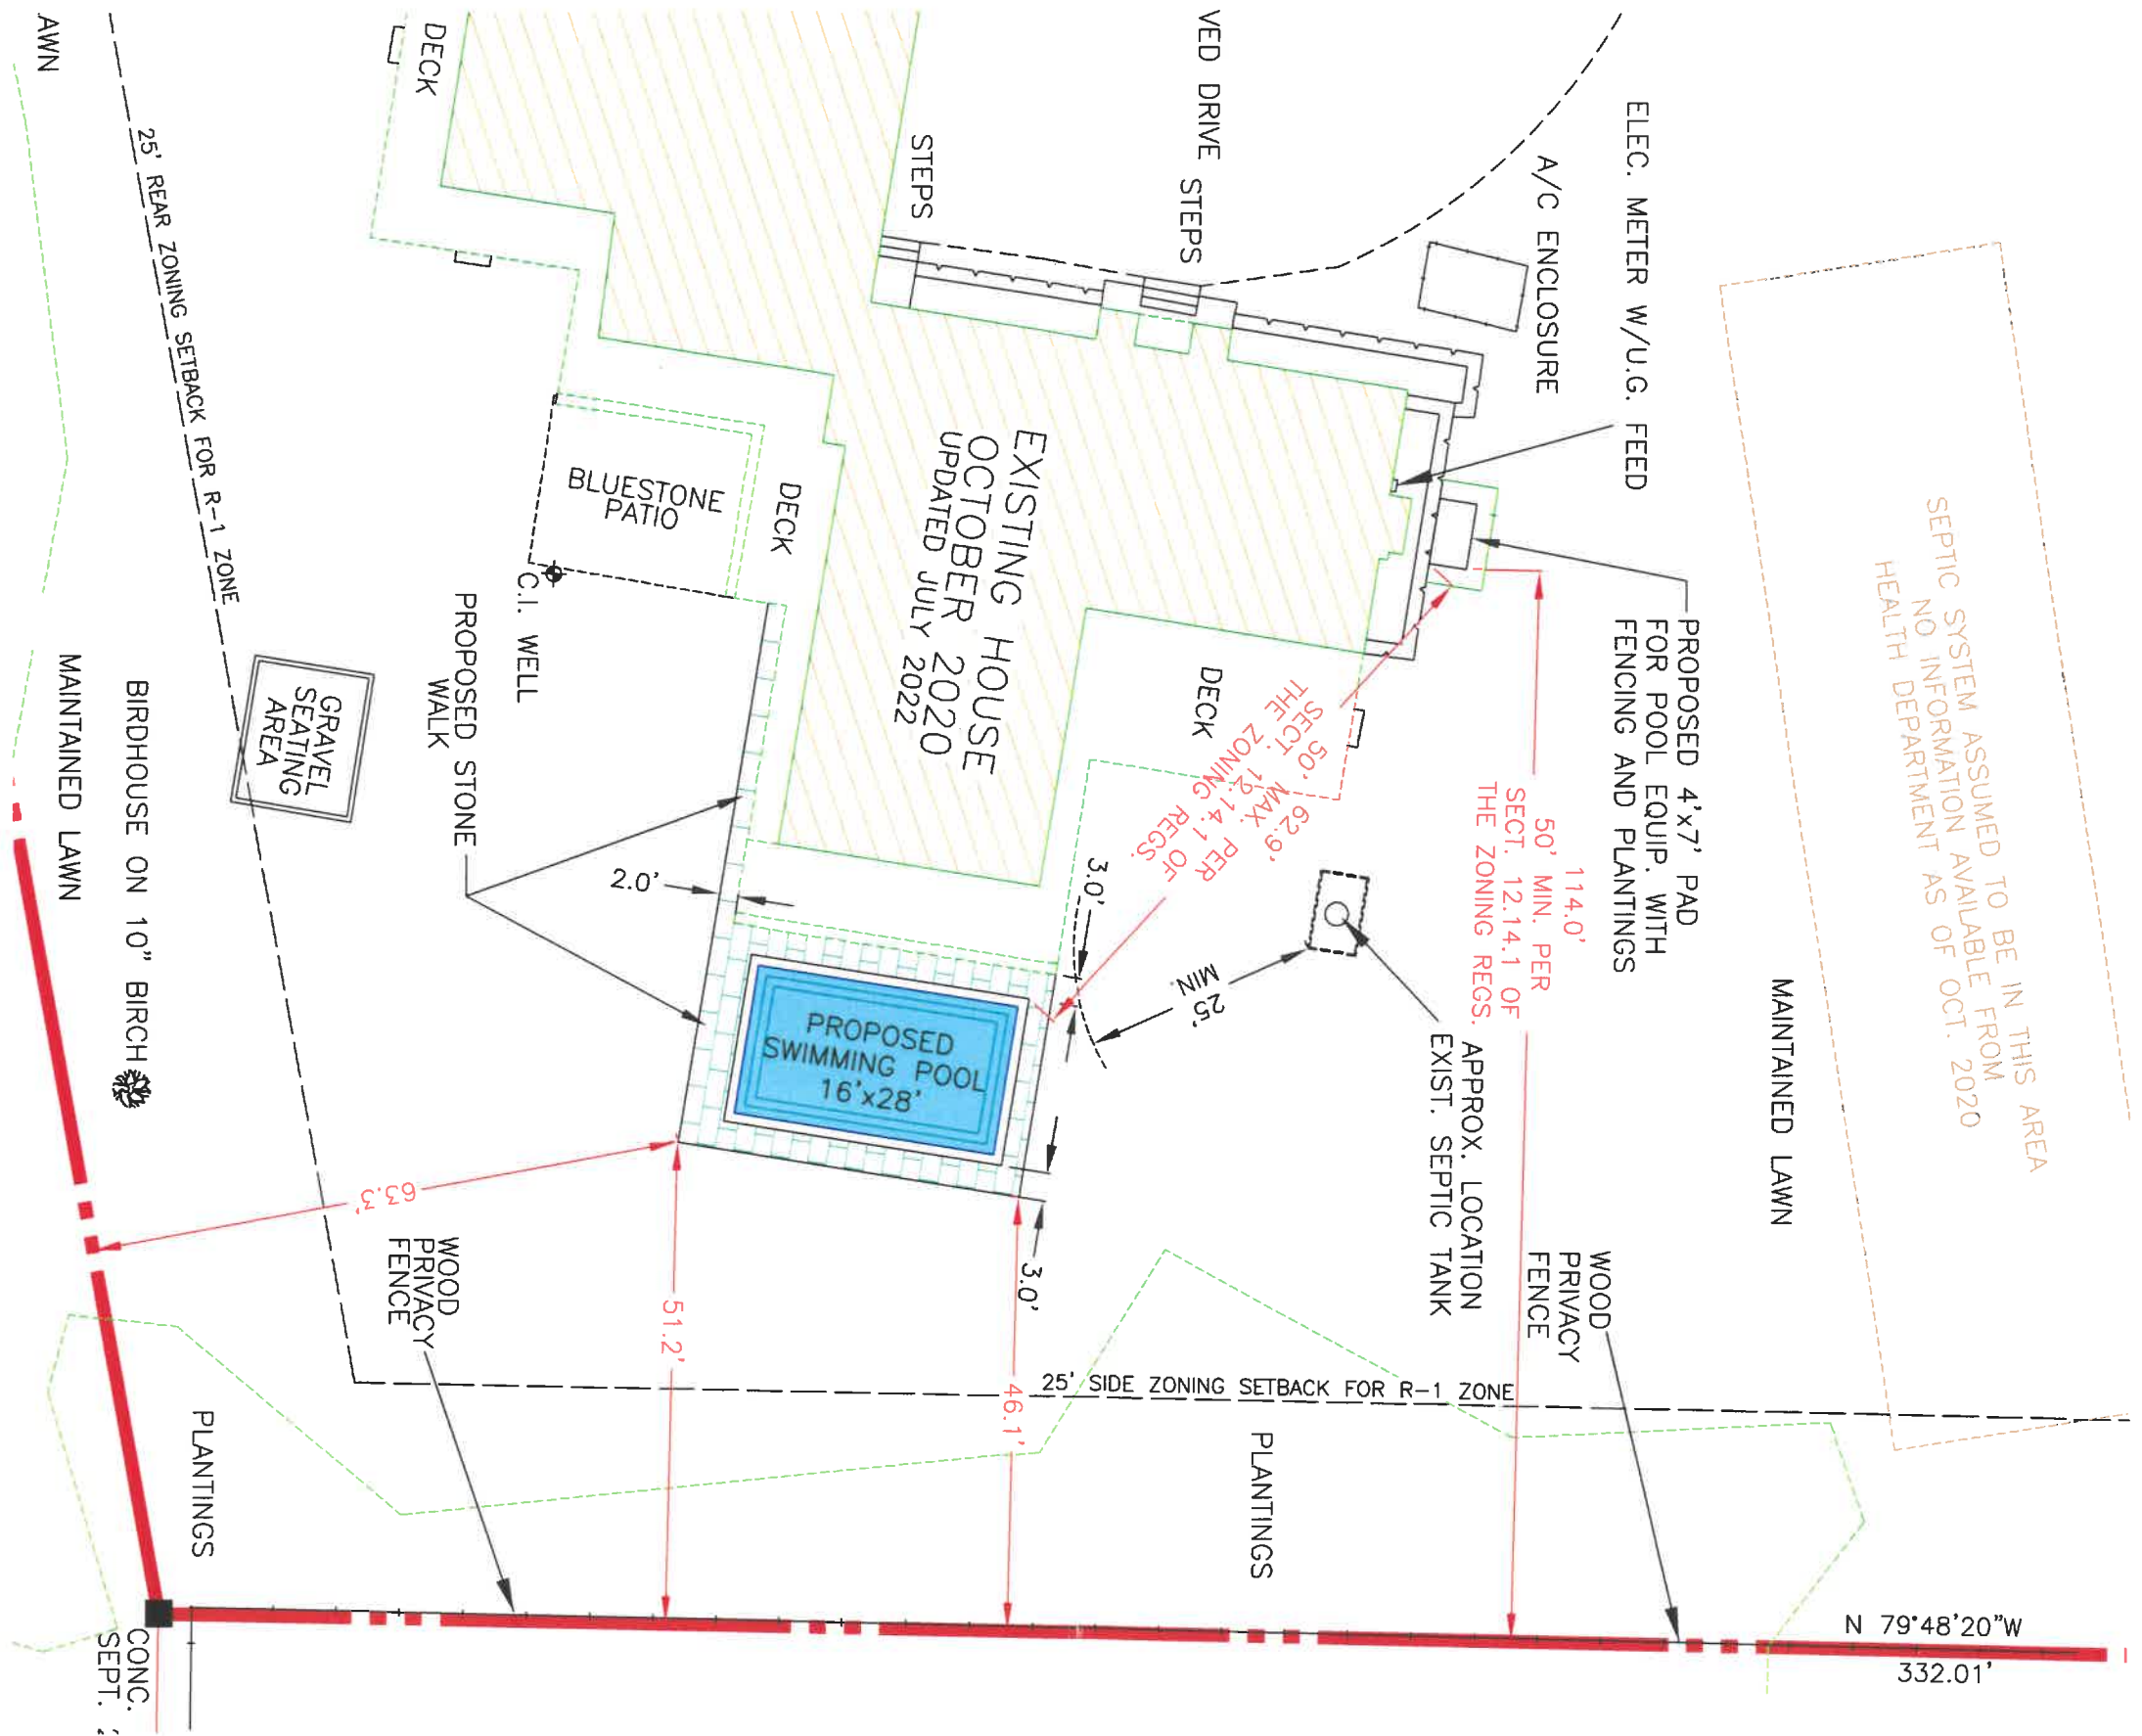 AWN
DECK
25' REAR ZONING SETBACK FOR R-1 ZONE
STEPS
VED DRIVE
STEPS
A/C ENCLOSURE
ELEC. METER W/U.G. FEED
SEPTIC SYSTEM ASSUMED TO BE IN THIS AREA
NO INFORMATION AVAILABLE FROM
HEALTH DEPARTMENT AS OF OCT. 2020
PROPOSED 4'x7' PAD
FOR POOL EQUIP. WITH
FENCING AND PLANTINGS
EXISTING HOUSE
OCTOBER 2020
UPDATED JULY 2022
DECK
BLUESTONE
PATIO
C.I. WELL
PROPOSED STONE
WALK
DECK
62.9'
50' MAX. PER
SECT. 12.14.1 OF
THE ZONING REGS.
114.0'
50' MIN. PER
SECT. 12.14.1 OF
THE ZONING REGS.
MAINTAINED LAWN
GRAVEL
SEATING
AREA
BIRDHOUSE ON 10" BIRCH
MAINTAINED LAWN
2.0'
3.0'
25'
MIN.
APPROX. LOCATION
EXIST. SEPTIC TANK
PROPOSED
SWIMMING POOL
16'x28'
63.3'
51.2'
46.1'
3.0'
WOOD
PRIVACY
FENCE
WOOD
PRIVACY
FENCE
25' SIDE ZONING SETBACK FOR R-1 ZONE
PLANTINGS
PLANTINGS
N 79°48'20"W
332.01'
CONC.
SEPT.